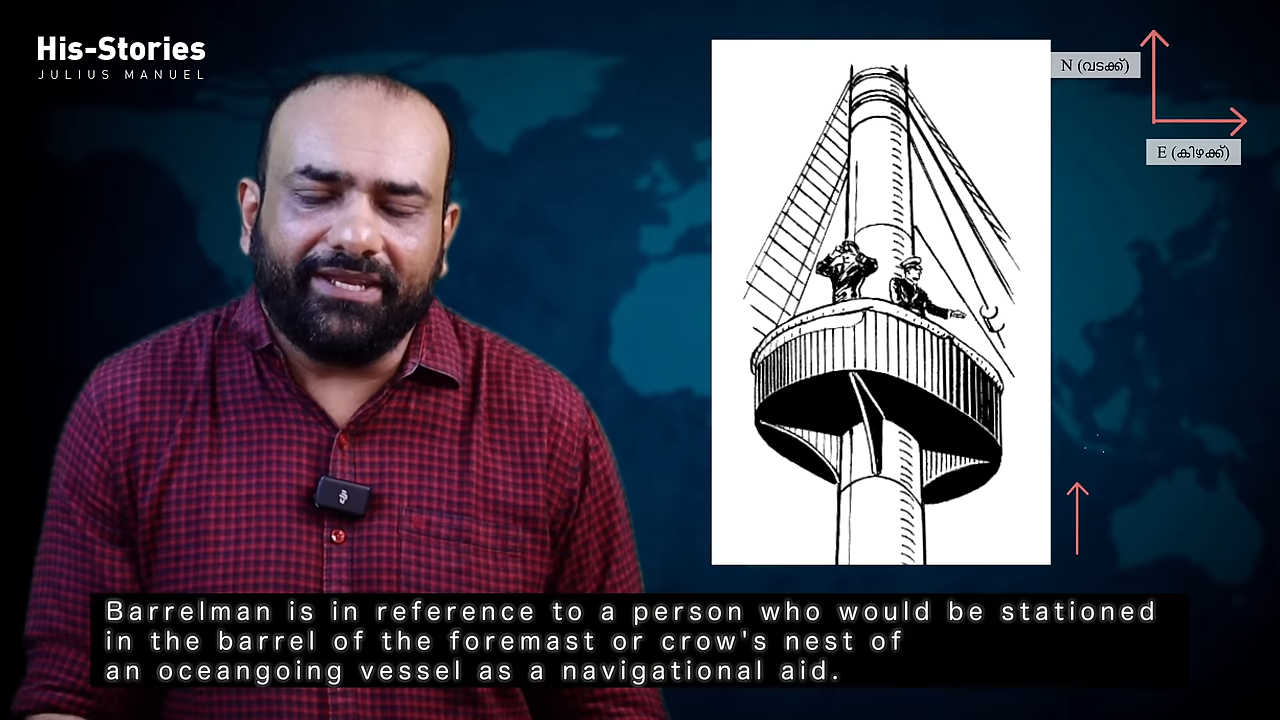 His-Stories
JULIUS MANUEL
N (വടക്ക്)
E (കിഴക്ക്)
Barrelman is in reference to a person who would be stationed
in the barrel of the foremast or crow's nest of
an oceangoing vessel as a navigational aid.